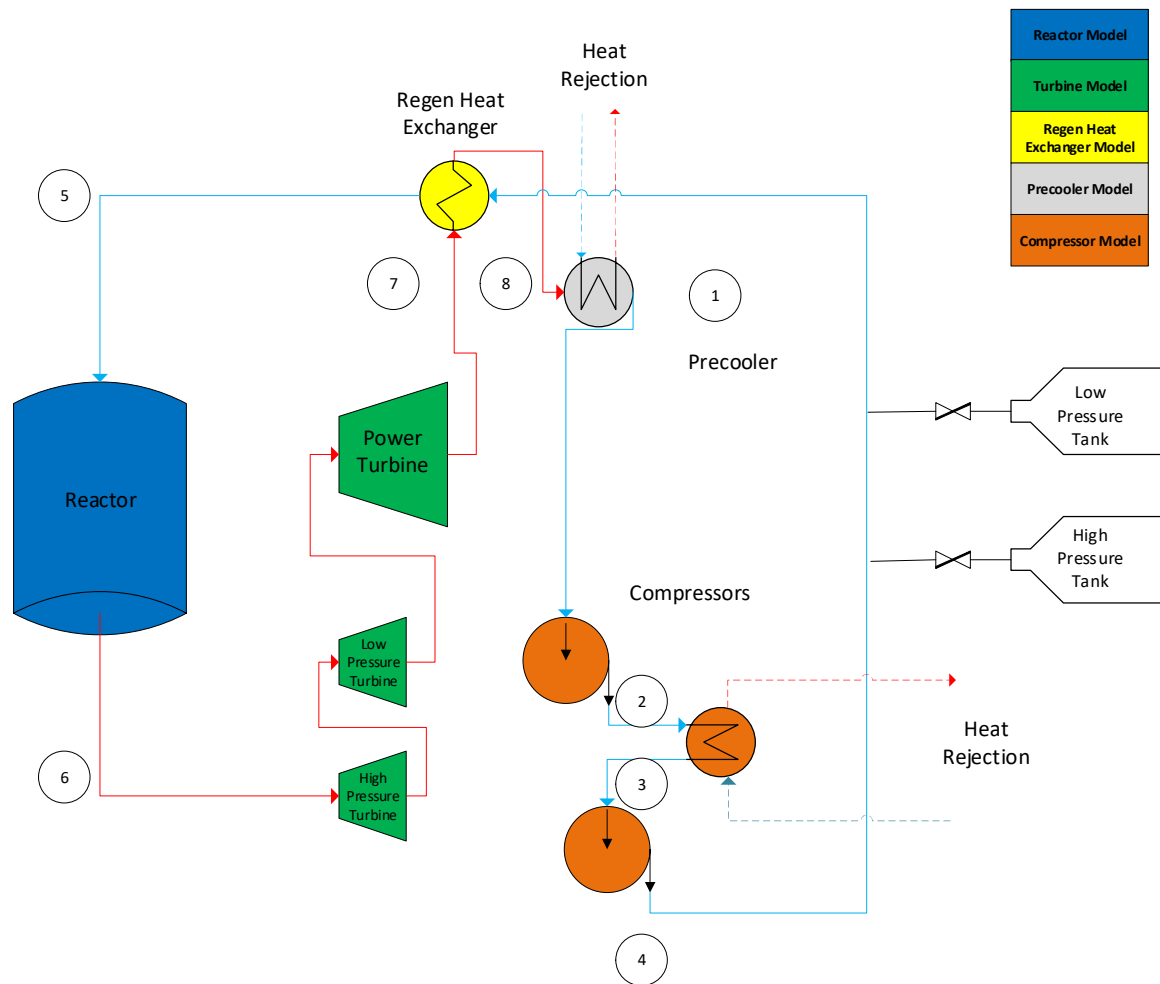 Heat
Rejection
Regen Heat
Exchanger
Reactor Model
Turbine Model
Regen Heat
Exchanger Model
Precooler Model
Compressor Model
5
7
8
1
Precooler
Low
Pressure
Tank
Power
Turbine
Reactor
High
Pressure
Tank
Compressors
Low
Pressure
Turbine
2
Heat
Rejection
6
High
Pressure
Turbine
3
4